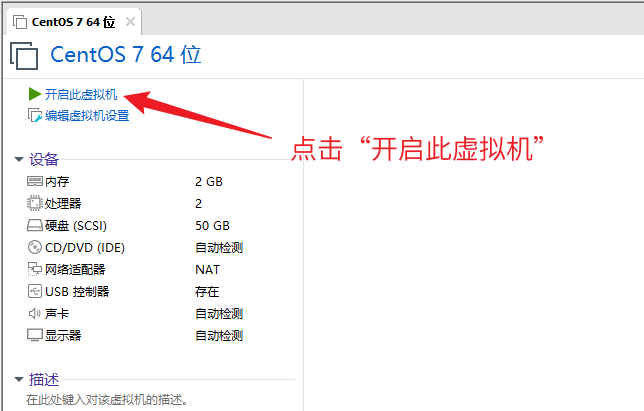 CentOS 7 64 位
CentOS 7 64 位
开启此虚拟机
编辑虚拟机设置
点击“开启此虚拟机”
设备
内存 2 GB
处理器 2
硬盘 (SCSI) 50 GB
CD/DVD (IDE) 自动检测
网络适配器 NAT
USB 控制器 存在
声卡 自动检测
显示器 自动检测
描述
在此处键入对该虚拟机的描述。